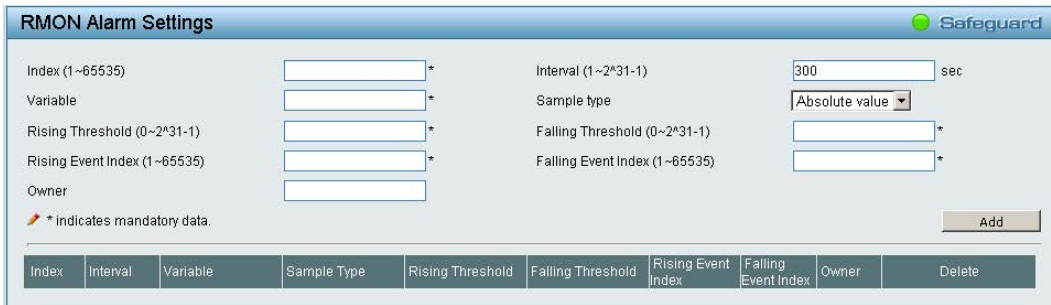 RMON Alarm Settings Safeguard
Index (1~65535) * Interval (1~2^31-1) 300 sec
Variable * Sample type Absolute value
Rising Threshold (0~2^31-1) * Falling Threshold (0~2^31-1) *
Rising Event Index (1~65535) * Falling Event Index (1~65535) *
Owner
* indicates mandatory data. Add
Index Interval Variable Sample Type Rising Threshold Falling Threshold Rising Event Index Falling Event Index Owner Delete